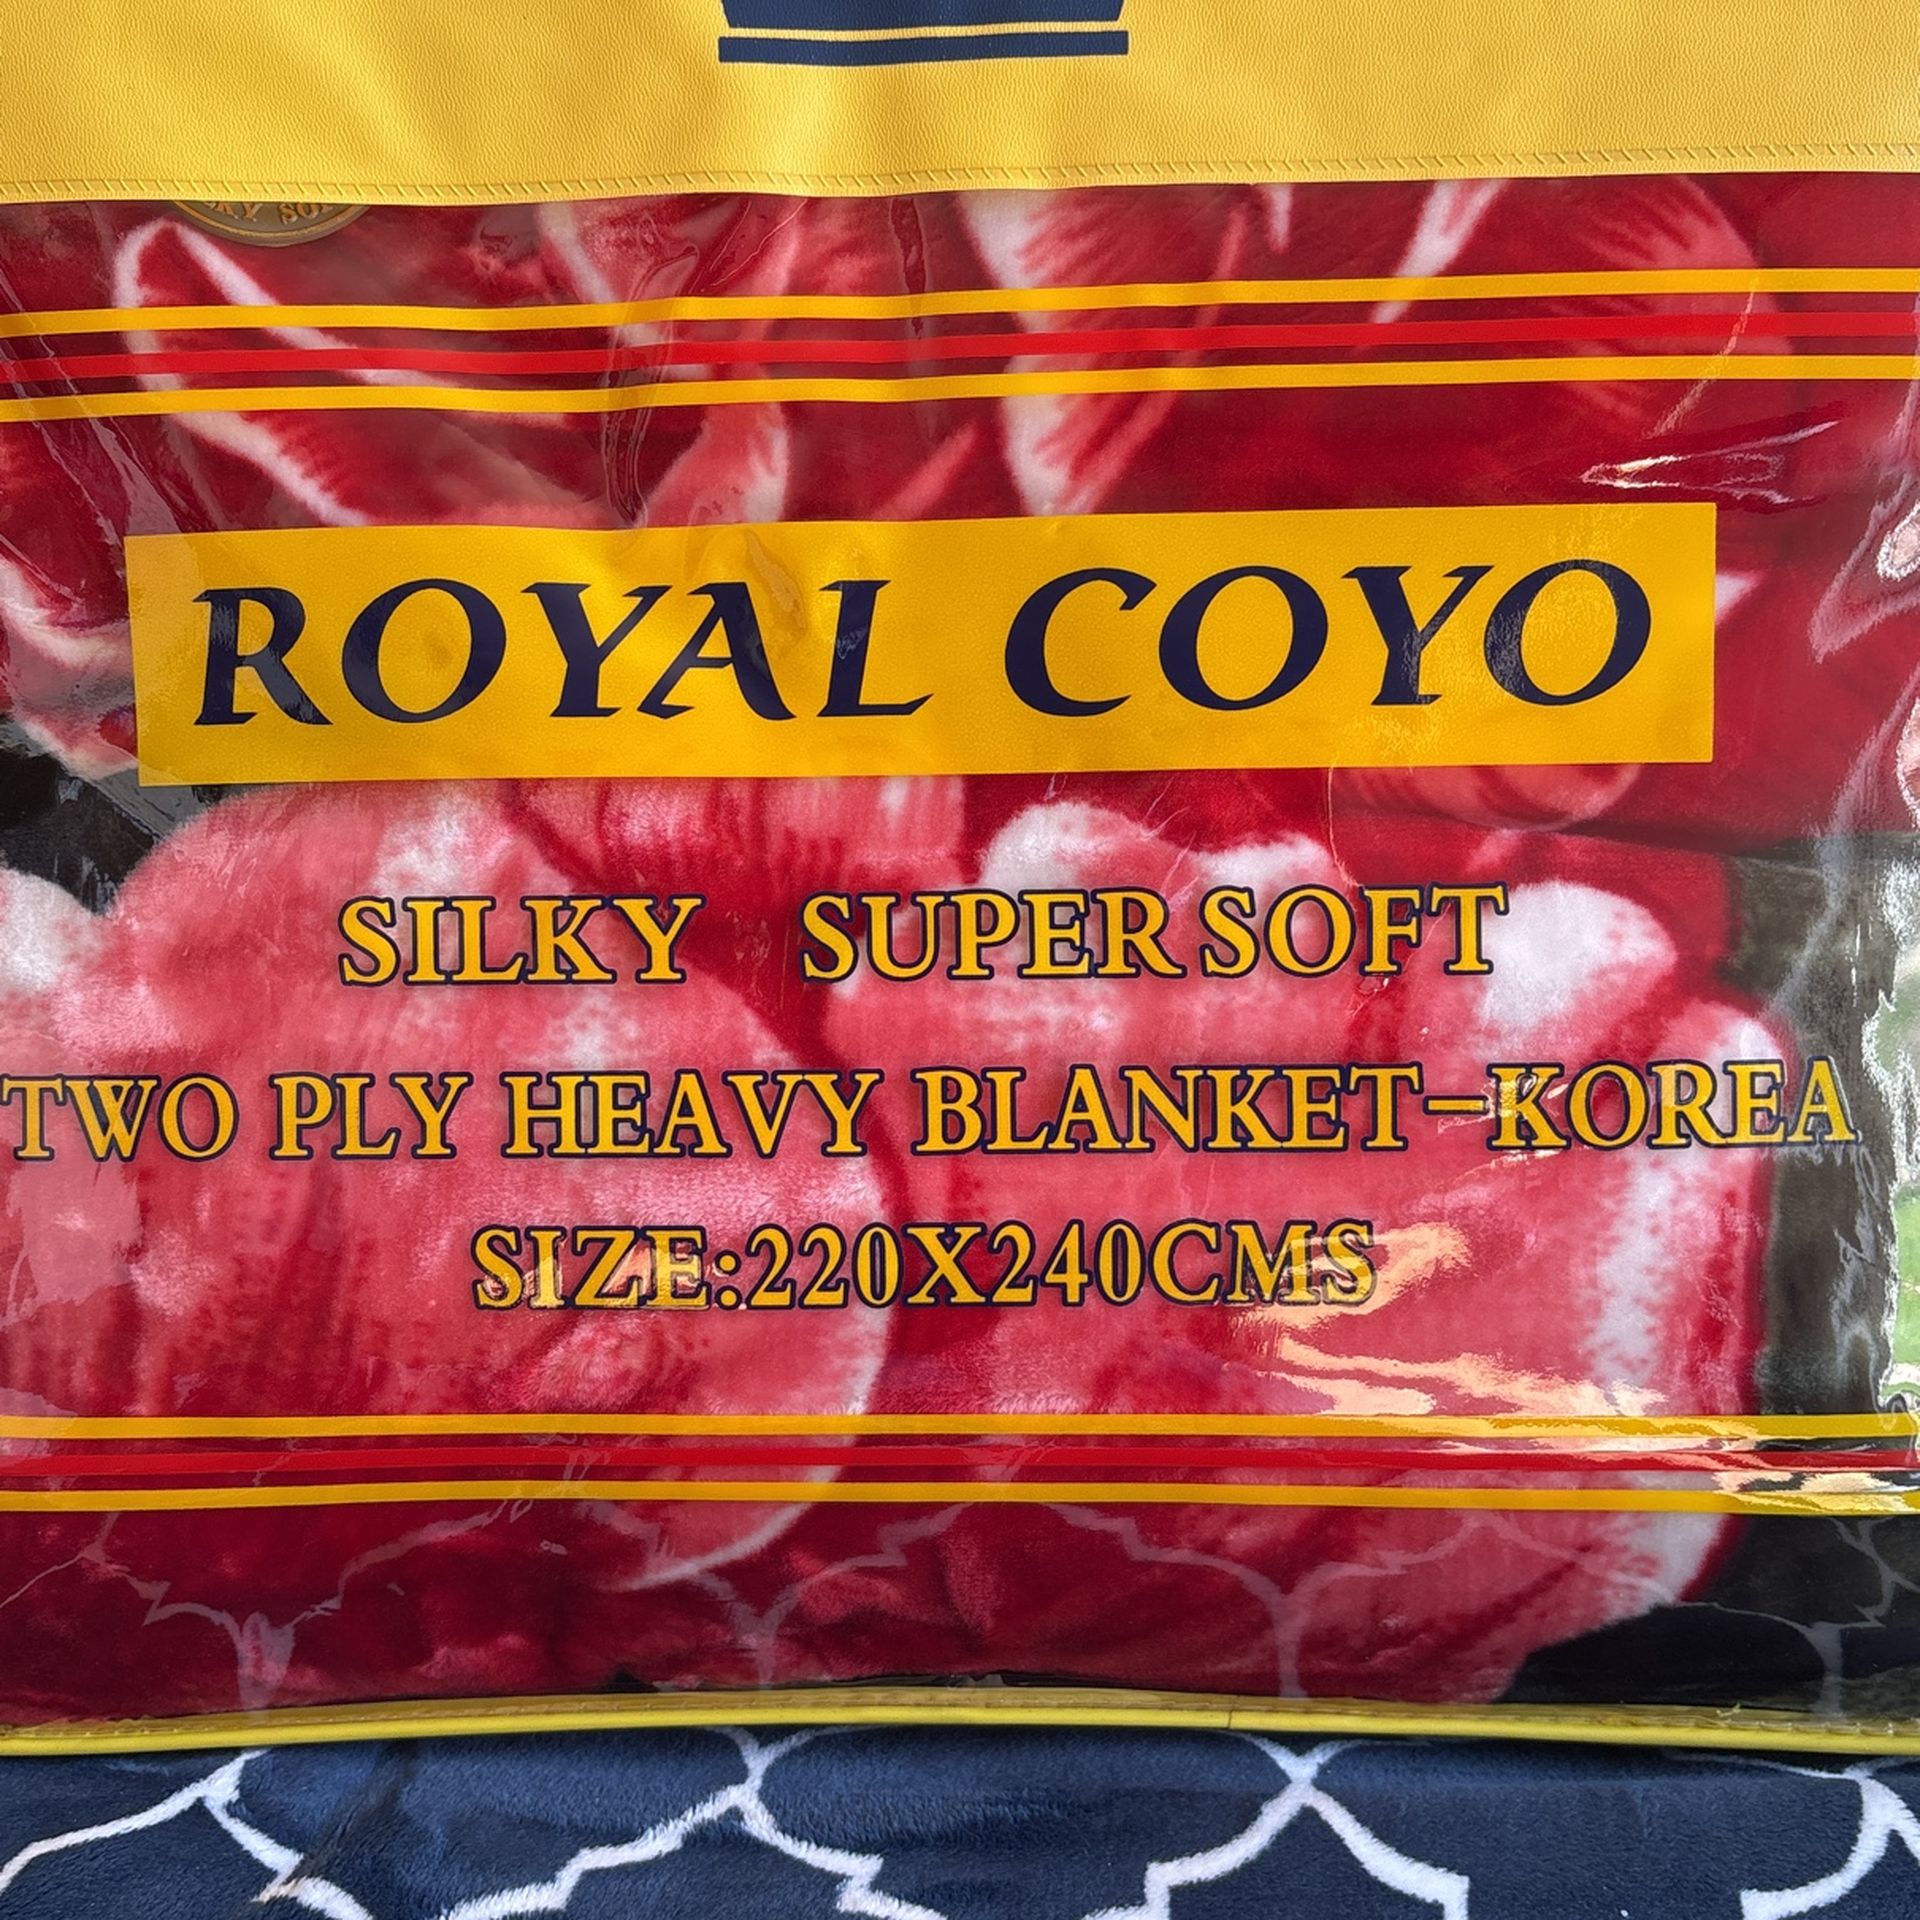 ROYAL COYO
SILKY SUPER SOFT
TWO PLY HEAVY BLANKET-KOREA
SIZE:220X240CMS